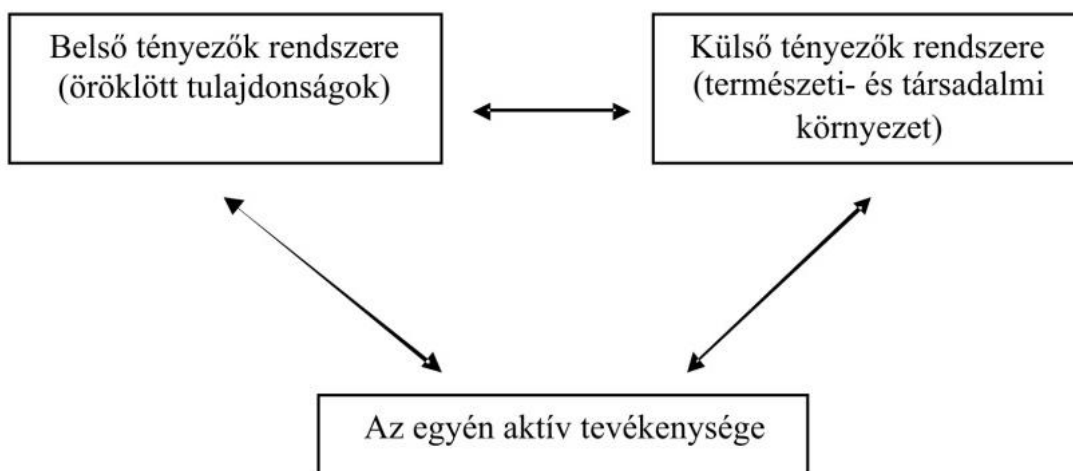 Belső tényezők rendszere
(öröklött tulajdonságok)
Külső tényezők rendszere
(természeti- és társadalmi
környezet)
Az egyén aktív tevékenysége